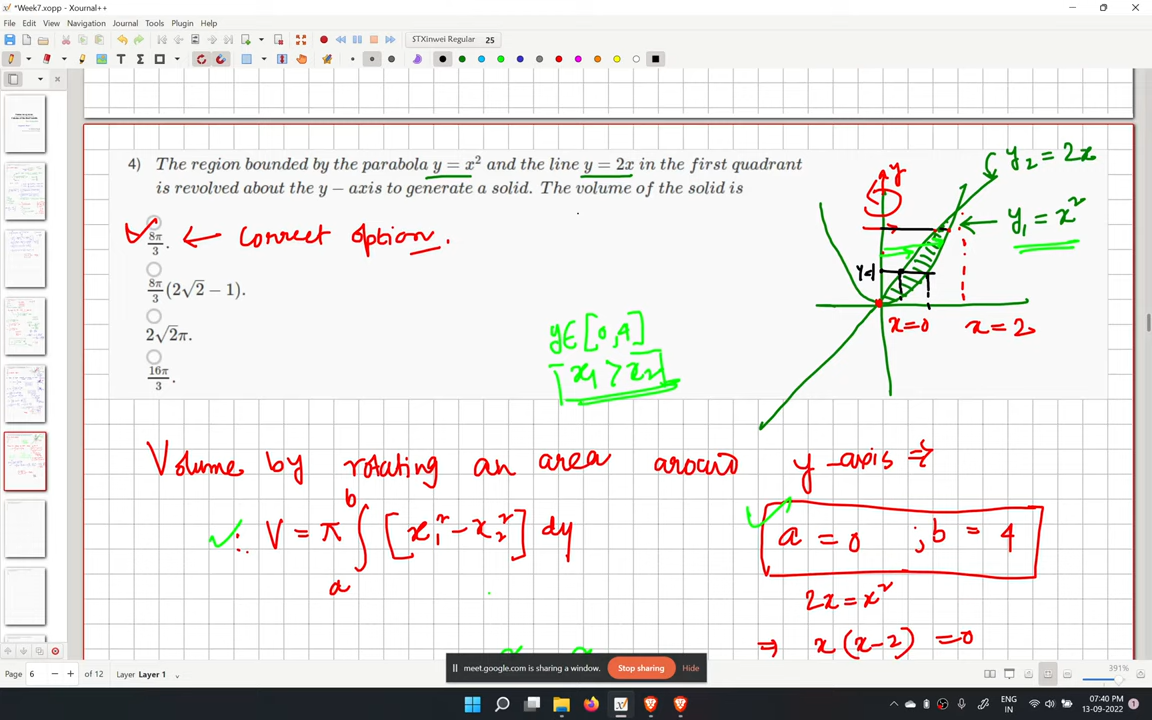 *Week7.xopp - Xournal++
File Edit View Navigation Journal Tools Plugin Help
STXinwei Regular 25
4) The region bounded by the parabola y = x² and the line y = 2x in the first quadrant
is revolved about the y − axis to generate a solid. The volume of the solid is
8π/3.
← Correct option.
8π/3 (2√2 − 1).
2√2π.
16π/3.
y∈[0,4]
x₁ > x₂
y
y₂ = 2x
y₁ = x²
x=0
x=2
Volume by rotating an area around y-axis ⇒
∴ V = π ∫ₐᵇ [x₁² − x₂²] dy
a = 0 ; b = 4
2x = x²
⇒ x(x−2) = 0
meet.google.com is sharing a window.
Stop sharing
Hide
Page 6 of 12 Layer Layer 1
391%
ENG
IN
07:40 PM
13-09-2022